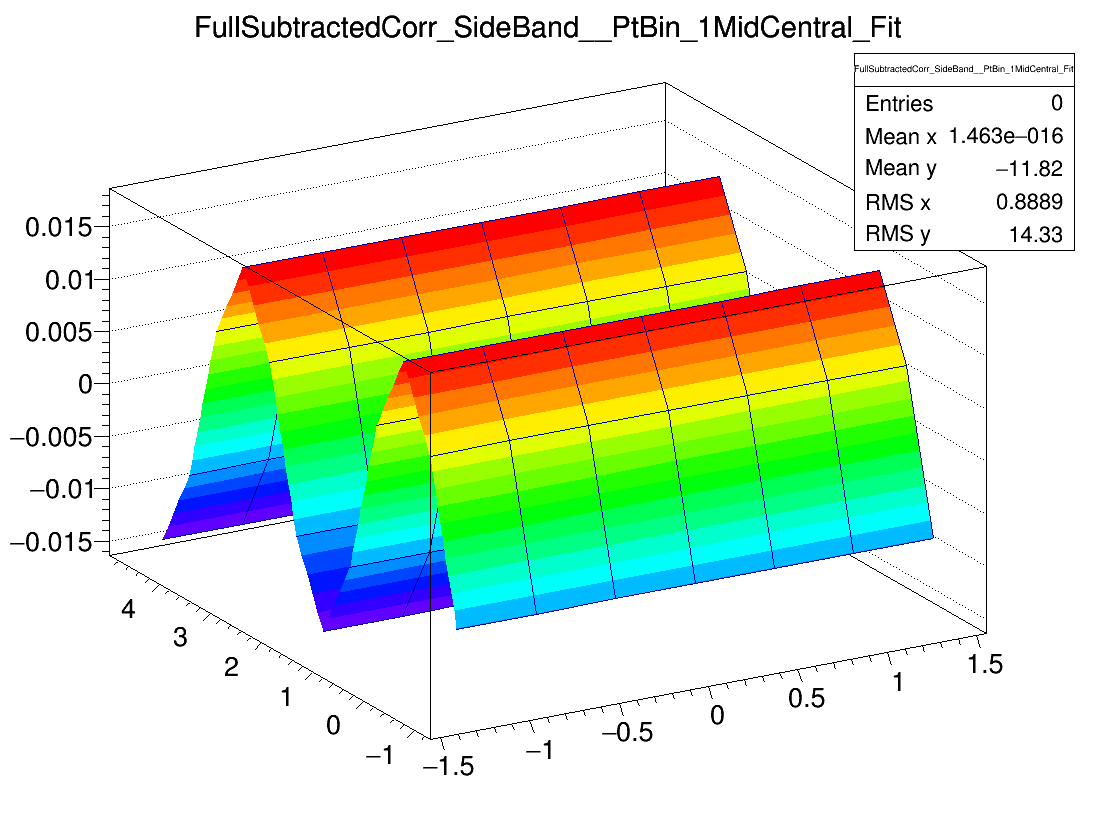 FullSubtractedCorr_SideBand__PtBin_1MidCentral_Fit
FullSubtractedCorr_SideBand__PtBin_1MidCentral_Fit
Entries 0
Mean x 1.463e−016
Mean y −11.82
RMS x 0.8889
RMS y 14.33
0.015
0.01
0.005
0
−0.005
−0.01
−0.015
4
3
2
1
0
−1
−1.5
−1
−0.5
0
0.5
1
1.5